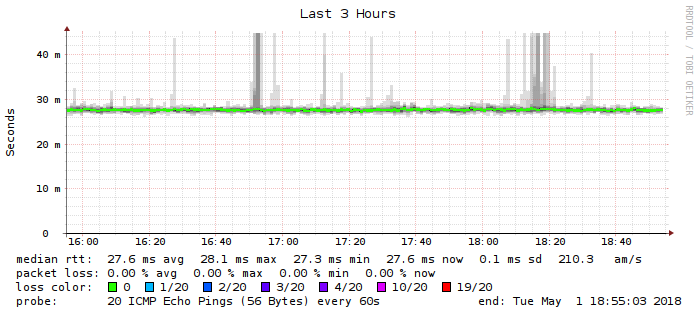 Last 3 Hours
RRDTOOL / TOBI OETIKER
Seconds
40 m
30 m
20 m
10 m
0
16:00 16:20 16:40 17:00 17:20 17:40 18:00 18:20 18:40
median rtt: 27.6 ms avg 28.1 ms max 27.3 ms min 27.6 ms now 0.1 ms sd 210.3 am/s
packet loss: 0.00 % avg 0.00 % max 0.00 % min 0.00 % now
loss color: 0 1/20 2/20 3/20 4/20 10/20 19/20
probe: 20 ICMP Echo Pings (56 Bytes) every 60s end: Tue May 1 18:55:03 2018